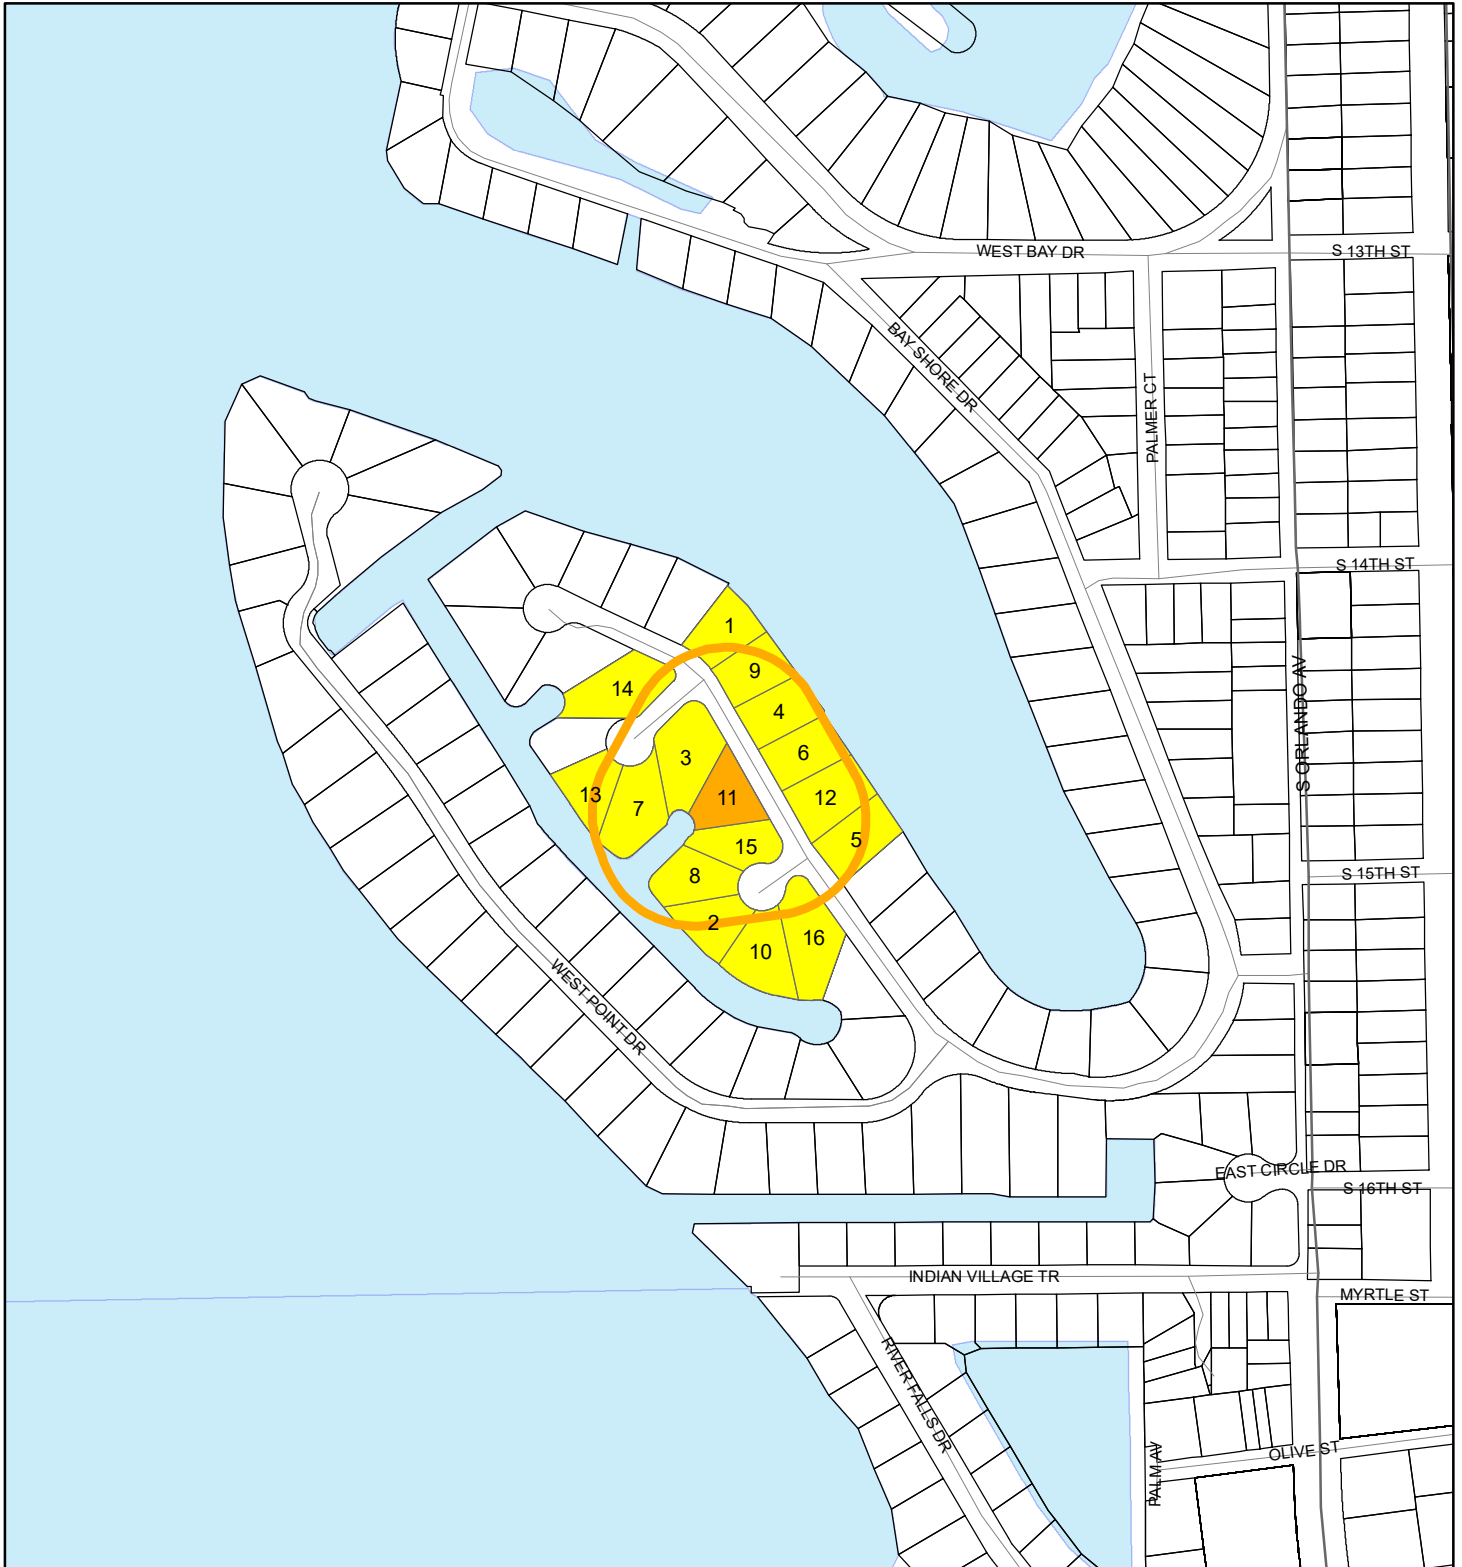 WEST BAY DR
S 13TH ST
BAY SHORE DR
PALMER CT
S 14TH ST
1
9
S ORLANDO AV
14
4
6
3
13
11
12
7
5
15
S 15TH ST
8
2
16
10
WEST POINT DR
EAST CIRCLE DR
S 16TH ST
INDIAN VILLAGE TR
MYRTLE ST
RIVER FALLS DR
OLIVE ST
PALM AV